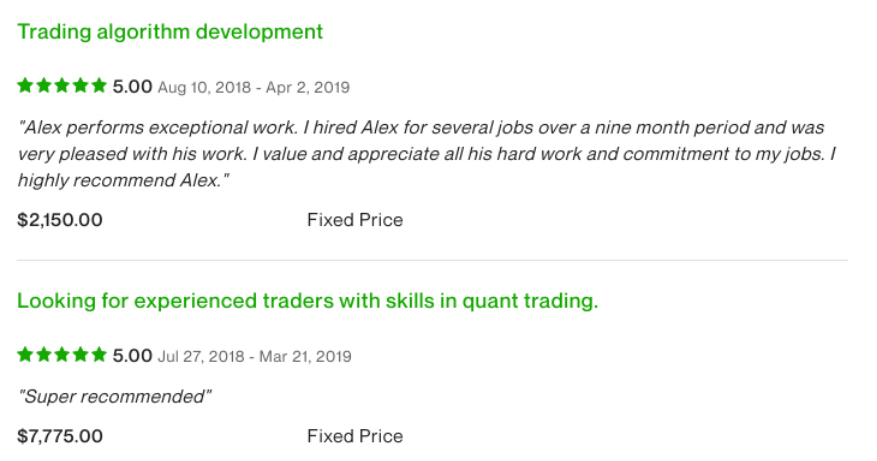 Trading algorithm development
5.00 Aug 10, 2018 - Apr 2, 2019
"Alex performs exceptional work. I hired Alex for several jobs over a nine month period and was
very pleased with his work. I value and appreciate all his hard work and commitment to my jobs. I
highly recommend Alex."
$2,150.00 Fixed Price
Looking for experienced traders with skills in quant trading.
5.00 Jul 27, 2018 - Mar 21, 2019
"Super recommended"
$7,775.00 Fixed Price